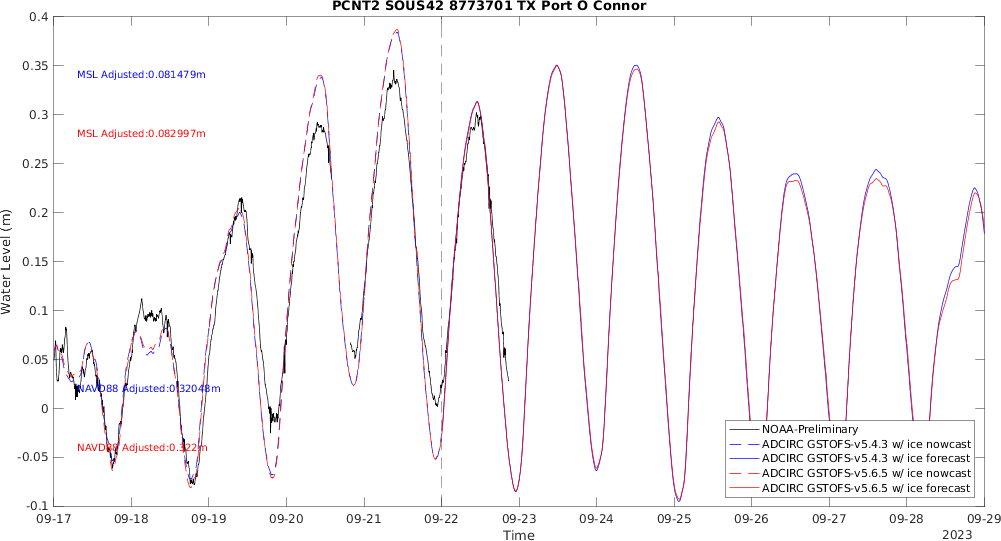 PCNT2 SOUS42 8773701 TX Port O Connor
0.4
0.35
0.3
0.25
0.2
0.15
0.1
0.05
0
-0.05
-0.1
Water Level (m)
MSL Adjusted:0.081479m
MSL Adjusted:0.082997m
NAVD88 Adjusted:0.32048m
NAVD88 Adjusted:0.322m
NOAA-Preliminary
ADCIRC GSTOFS-v5.4.3 w/ ice nowcast
ADCIRC GSTOFS-v5.4.3 w/ ice forecast
ADCIRC GSTOFS-v5.6.5 w/ ice nowcast
ADCIRC GSTOFS-v5.6.5 w/ ice forecast
09-17 09-18 09-19 09-20 09-21 09-22 09-23 09-24 09-25 09-26 09-27 09-28 09-29
Time
2023